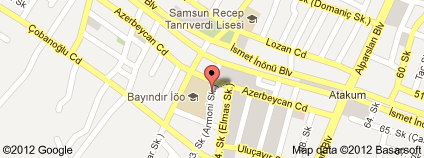 Samsun Recep
Tanrıverdi Lisesi
(Domaniç Sk.)
Azerbeycan Cd
Çobanoğlu Cd
Lozan Cd
İsmet İnönü Blv
Alparslan Blv
60. Sk
Bayındır İöo
Azerbeycan Cd
Atakum
İsmet İn
(Armoni Sk.)
Sk (Elmas Sk.)
64. Sk
Uluçayır Sk
©2012 Google
Map data ©2012 Basarsoft